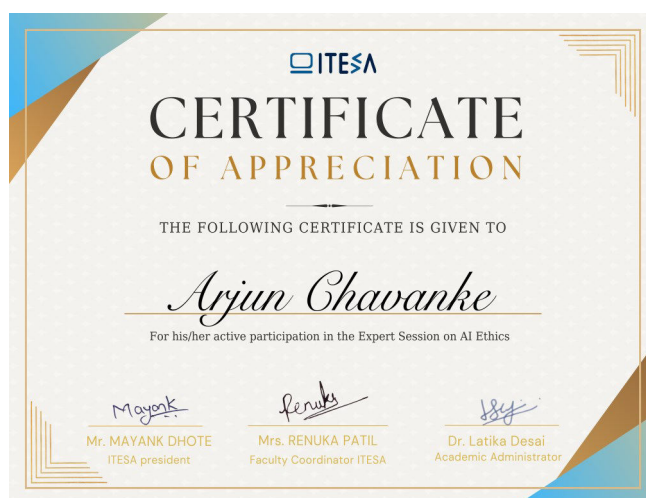 ITESA
CERTIFICATE
OF APPRECIATION
THE FOLLOWING CERTIFICATE IS GIVEN TO
Arjun Chavanke
For his/her active participation in the Expert Session on AI Ethics
Mayank
Renuka
Mr. MAYANK DHOTE
Mrs. RENUKA PATIL
Dr. Latika Desai
ITESA president
Faculty Coordinator ITESA
Academic Administrator